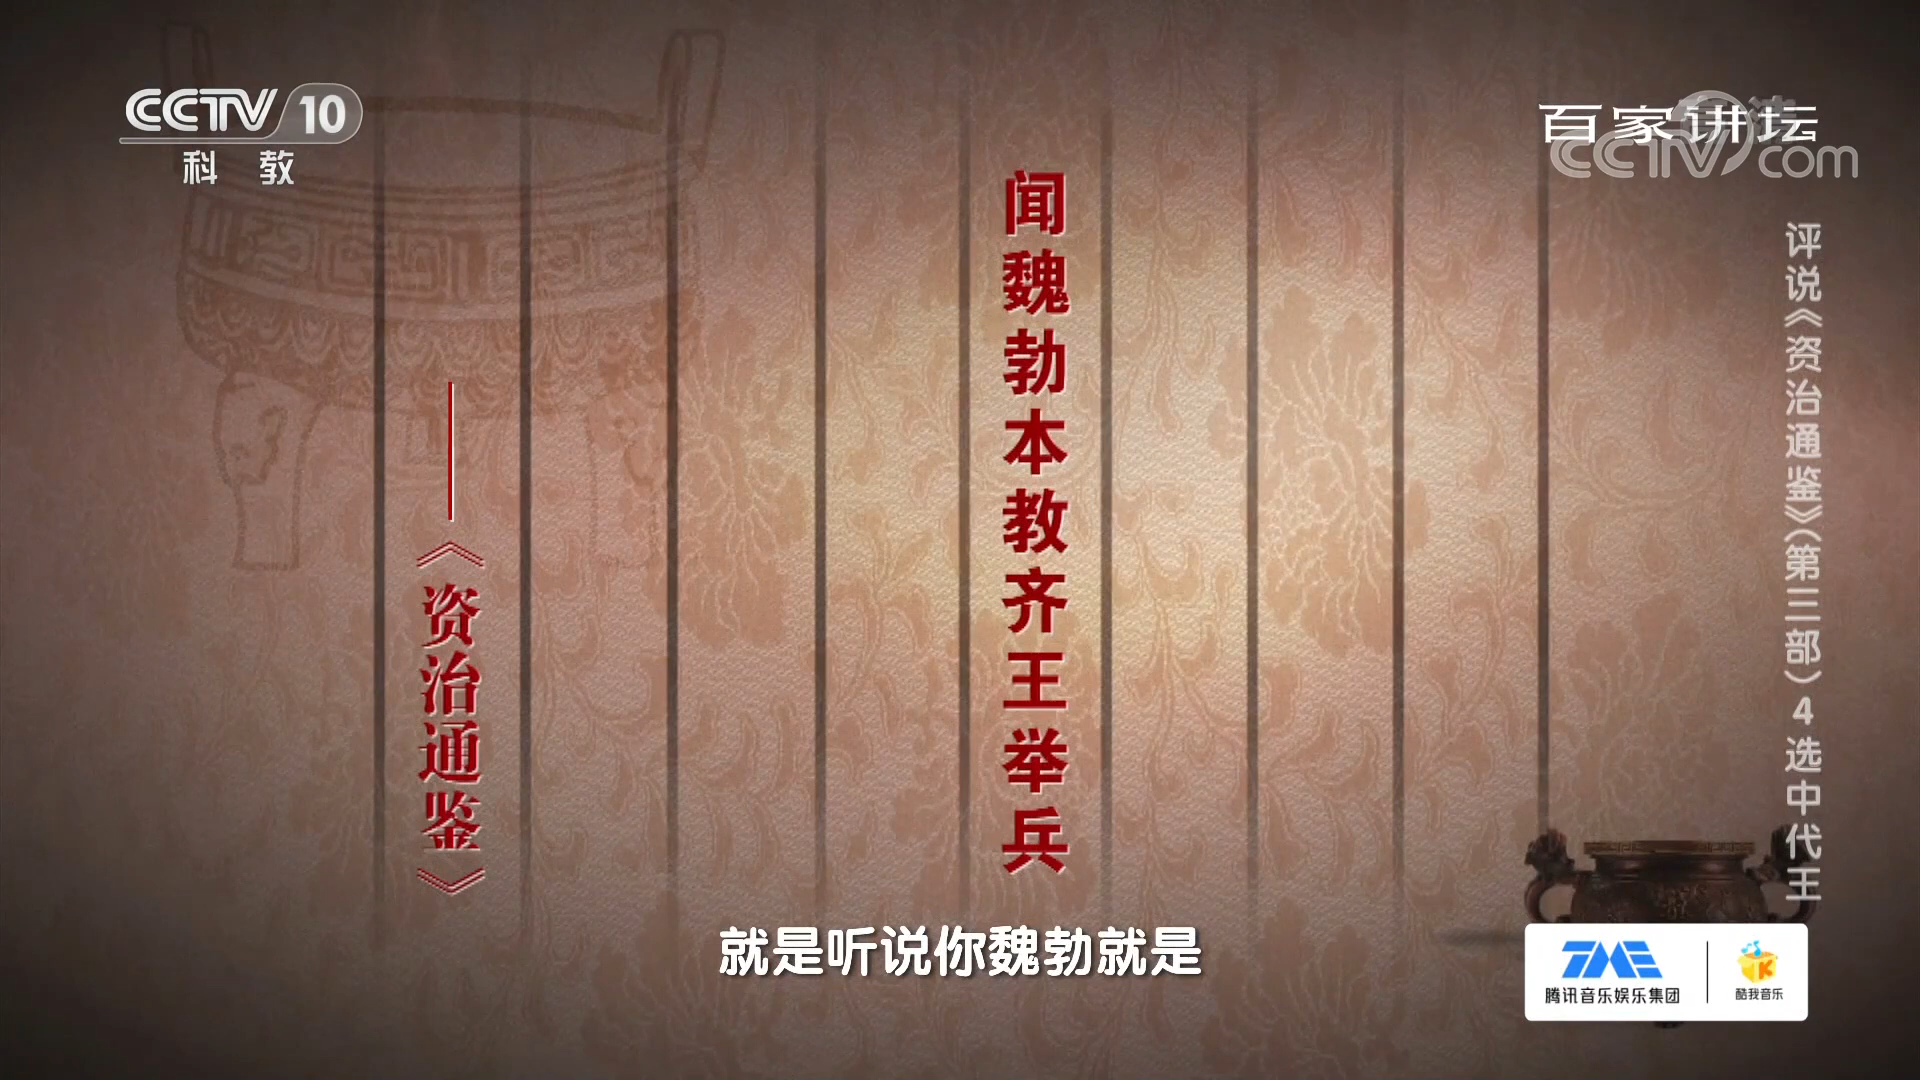 CCTV 10
科 教
百家讲坛
CCTV com
评说《资治通鉴》(第三部) 4 选中代王
闻魏勃本教齐王举兵
——《资治通鉴》
就是听说你魏勃就是
TME
腾讯音乐娱乐集团
K
酷我音乐